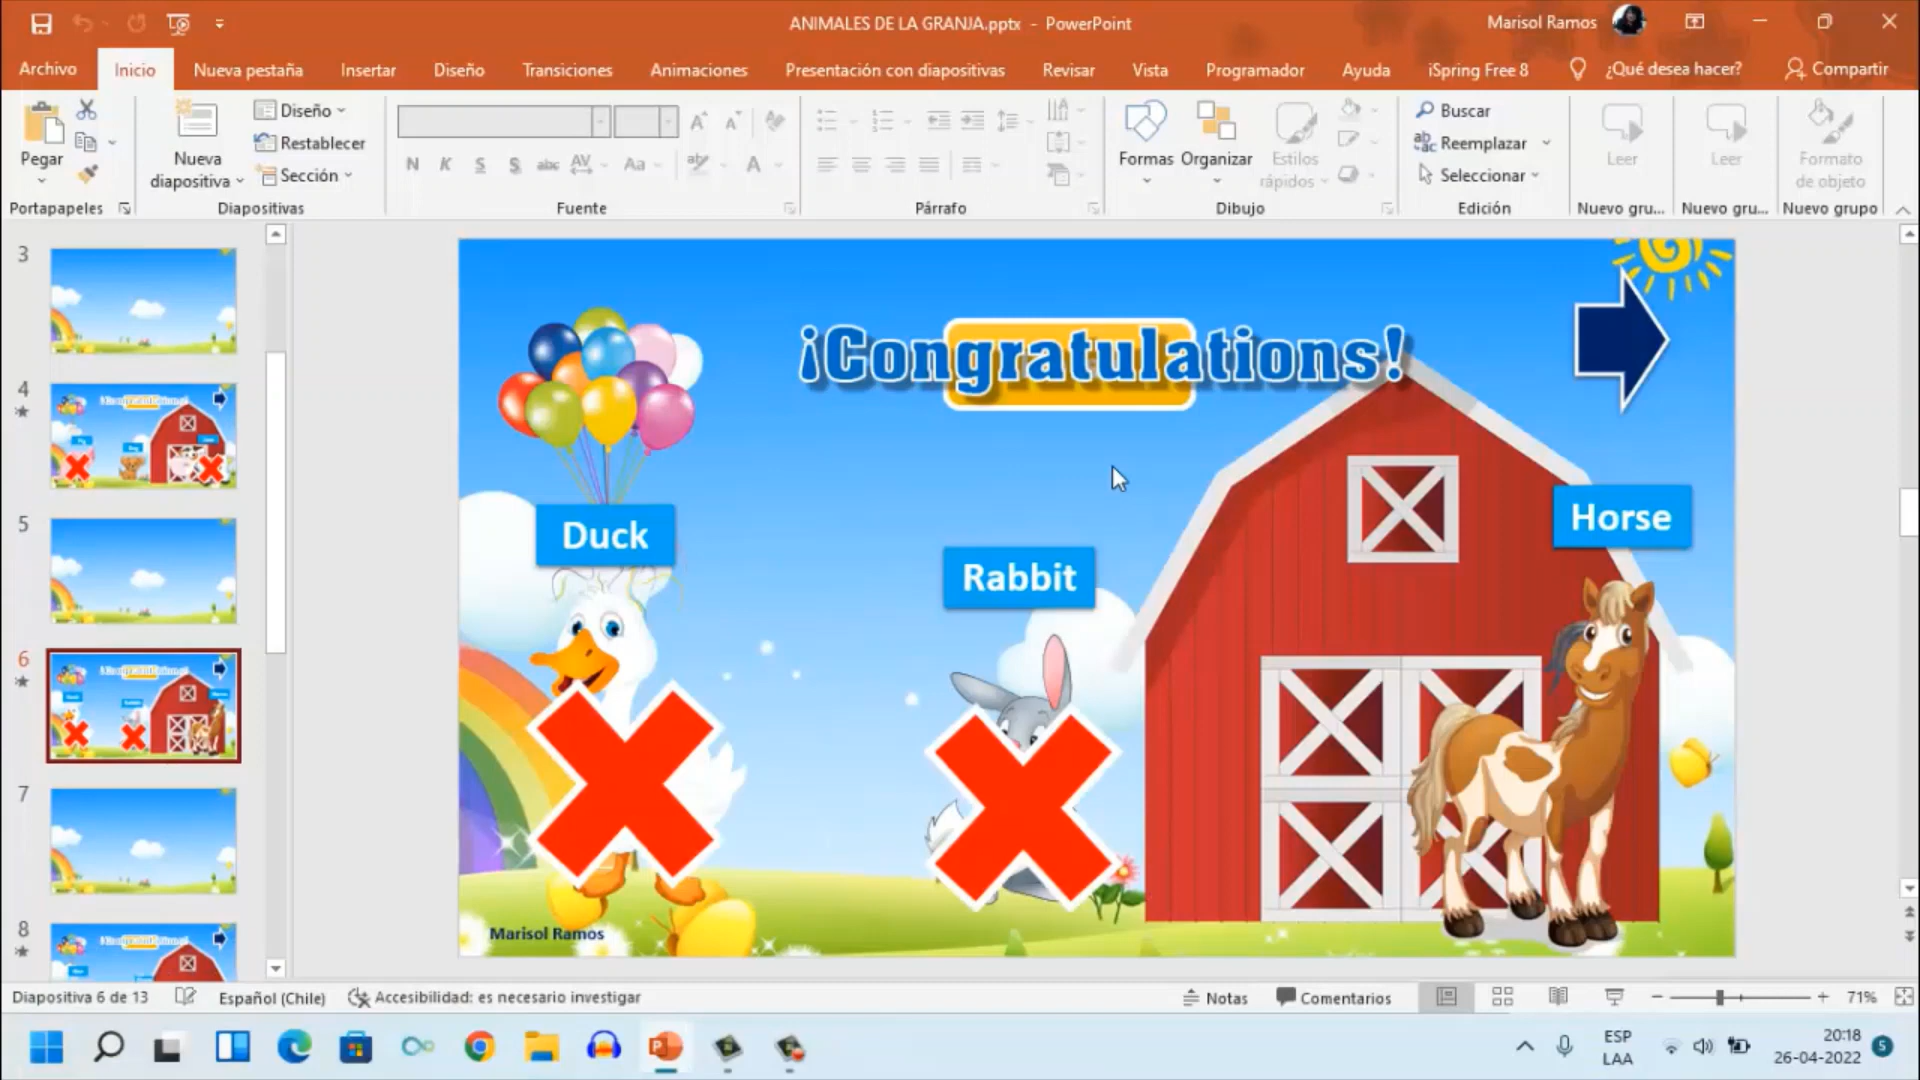 ANIMALES DE LA GRANJA.pptx - PowerPoint
Marisol Ramos
Archivo Inicio Nueva pestaña Insertar Diseño Transiciones Animaciones Presentación con diapositivas Revisar Vista Programador Ayuda iSpring Free 8 ¿Qué desea hacer? Compartir
Pegar
Nueva diapositiva
Diseño
Restablecer
Sección
N K S S abc AV Aa A
Formas Organizar Estilos rápidos
Buscar
Reemplazar
Seleccionar
Leer Leer Formato de objeto
Portapapeles Diapositivas Fuente Párrafo Dibujo Edición Nuevo gru... Nuevo gru... Nuevo grupo
3
4
5
6
7
8
¡Congratulations!
Duck
Rabbit
Horse
Marisol Ramos
Diapositiva 6 de 13 Español (Chile) Accesibilidad: es necesario investigar Notas Comentarios 71%
ESP
LAA
20:18
26-04-2022
5